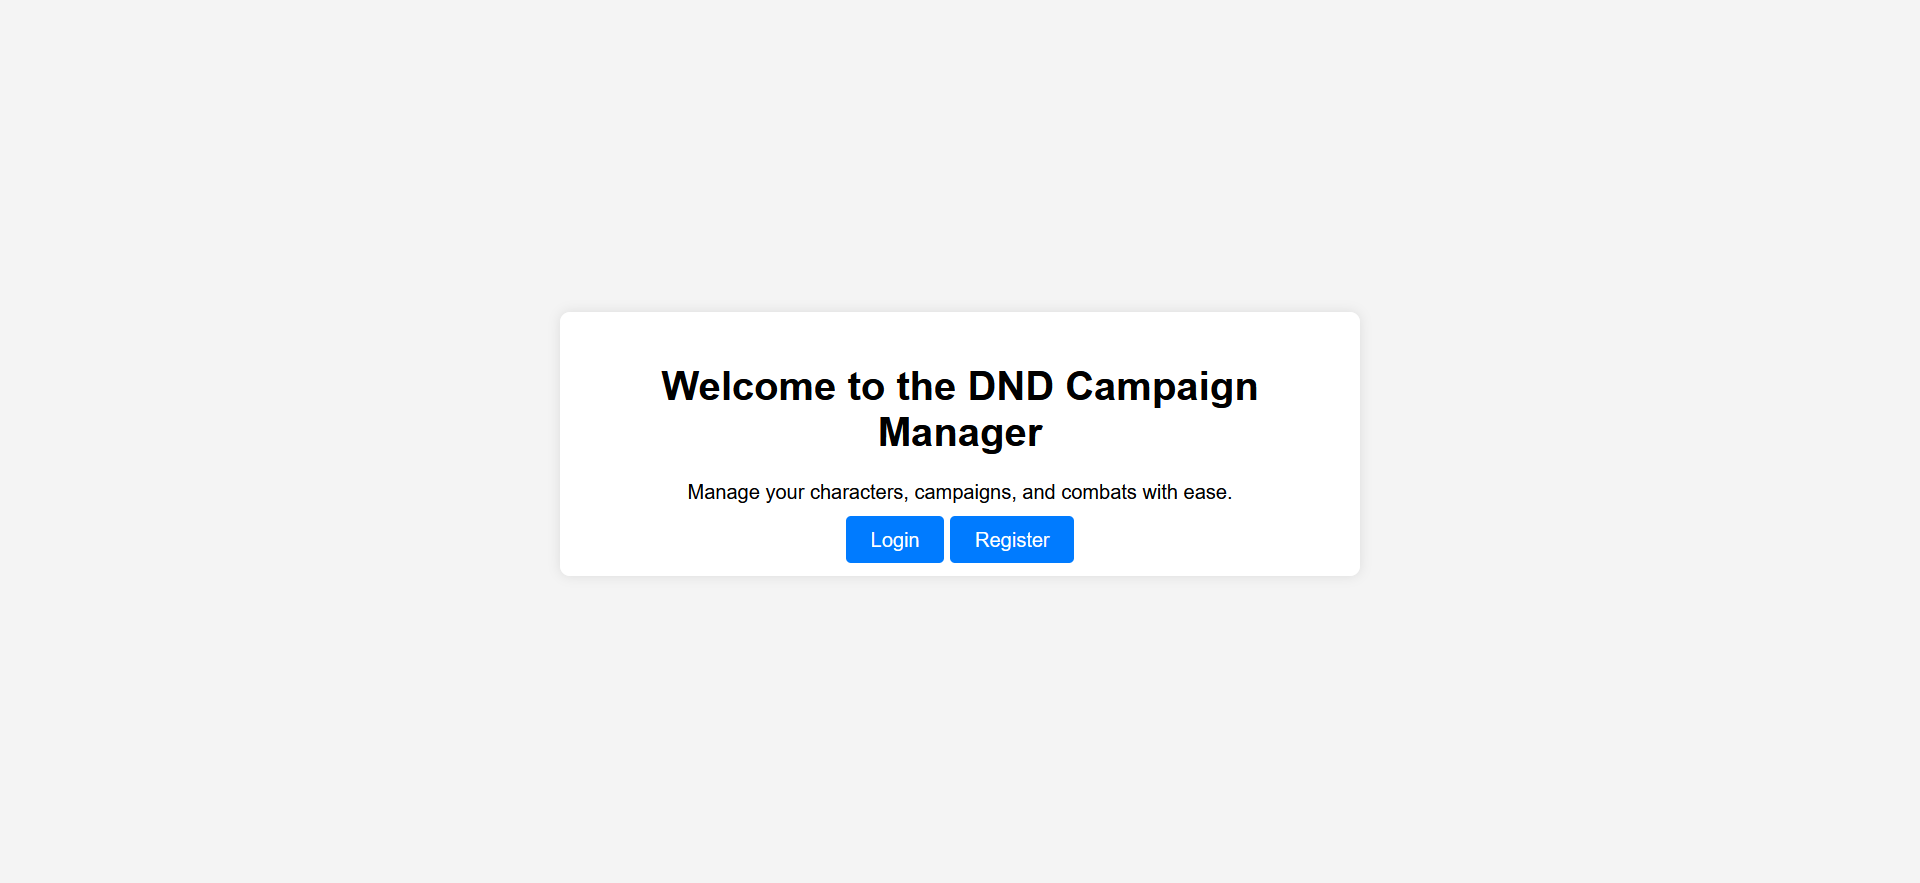 Welcome to the DND Campaign
Manager
Manage your characters, campaigns, and combats with ease.
Login Register